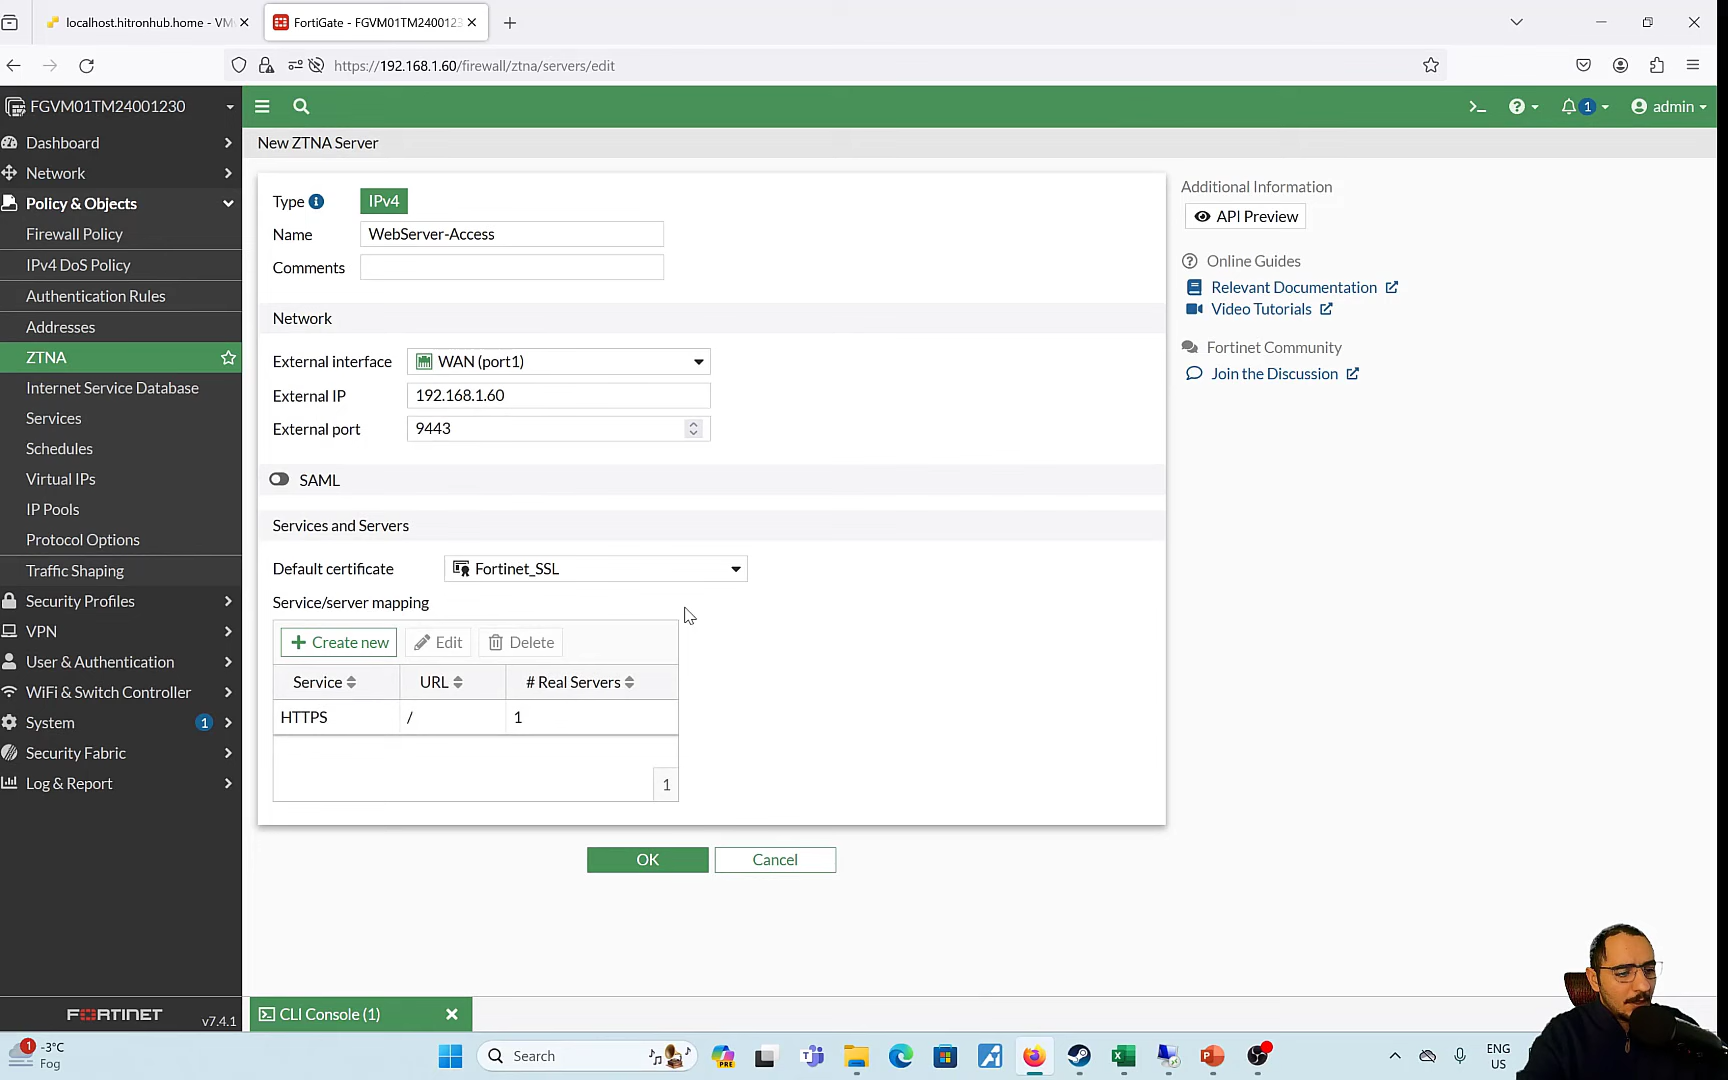 localhost.hitronhub.home - VM
FortiGate - FGVM01TM2400123
https://192.168.1.60/firewall/ztna/servers/edit
FGVM01TM24001230
1
admin
Dashboard
Network
Policy & Objects
Firewall Policy
IPv4 DoS Policy
Authentication Rules
Addresses
ZTNA
Internet Service Database
Services
Schedules
Virtual IPs
IP Pools
Protocol Options
Traffic Shaping
Security Profiles
VPN
User & Authentication
WiFi & Switch Controller
System 1
Security Fabric
Log & Report
FORTINET v7.4.1
New ZTNA Server
Type IPv4
Name WebServer-Access
Comments
Network
External interface WAN (port1)
External IP 192.168.1.60
External port 9443
SAML
Services and Servers
Default certificate Fortinet_SSL
Service/server mapping
+ Create new Edit Delete
Service URL # Real Servers
HTTPS / 1
1
OK Cancel
Additional Information
API Preview
Online Guides
Relevant Documentation
Video Tutorials
Fortinet Community
Join the Discussion
CLI Console (1)
1 -3°C
Fog
Search
PRE
ENG
US